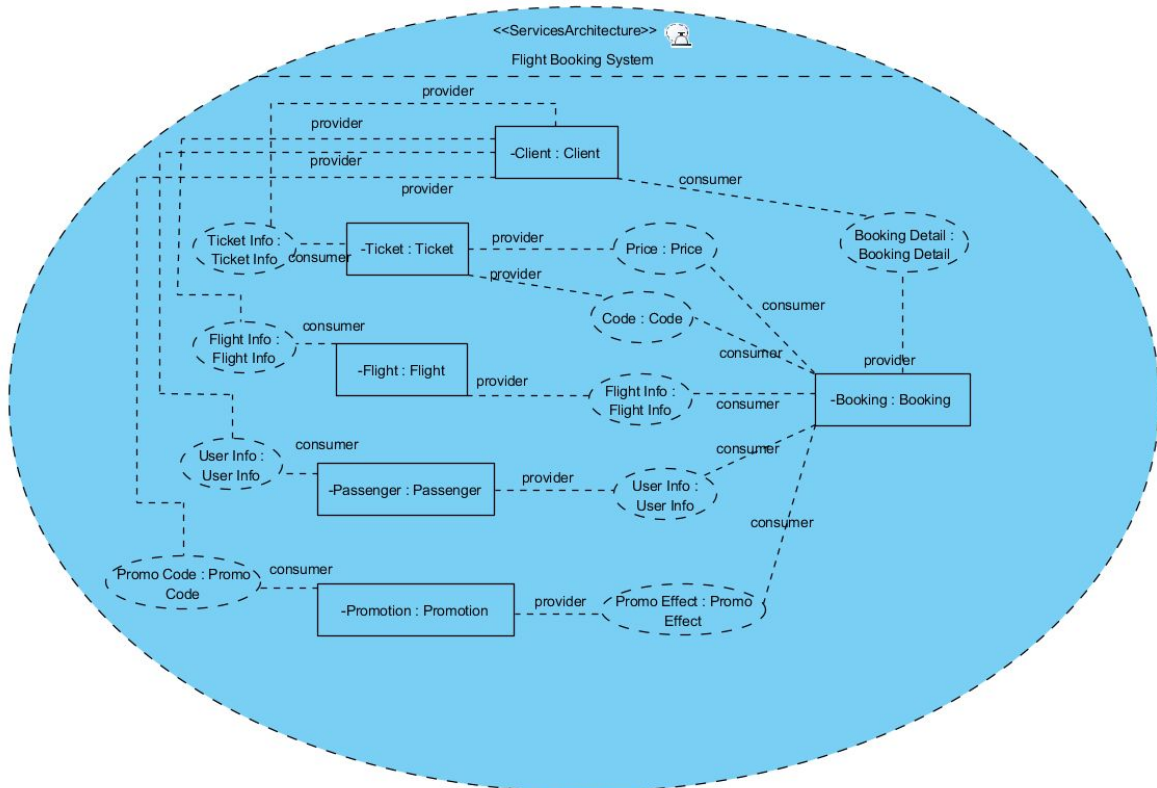 <<ServicesArchitecture>>
Flight Booking System
provider
provider
provider
provider
-Client : Client
consumer
Ticket Info :
Ticket Info
consumer
-Ticket : Ticket
provider
provider
Price : Price
Booking Detail :
Booking Detail
consumer
Code : Code
consumer
provider
Flight Info :
Flight Info
consumer
-Flight : Flight
provider
Flight Info :
Flight Info
consumer
-Booking : Booking
User Info :
User Info
consumer
-Passenger : Passenger
provider
User Info :
User Info
consumer
consumer
Promo Code : Promo
Code
consumer
-Promotion : Promotion
provider
Promo Effect : Promo
Effect